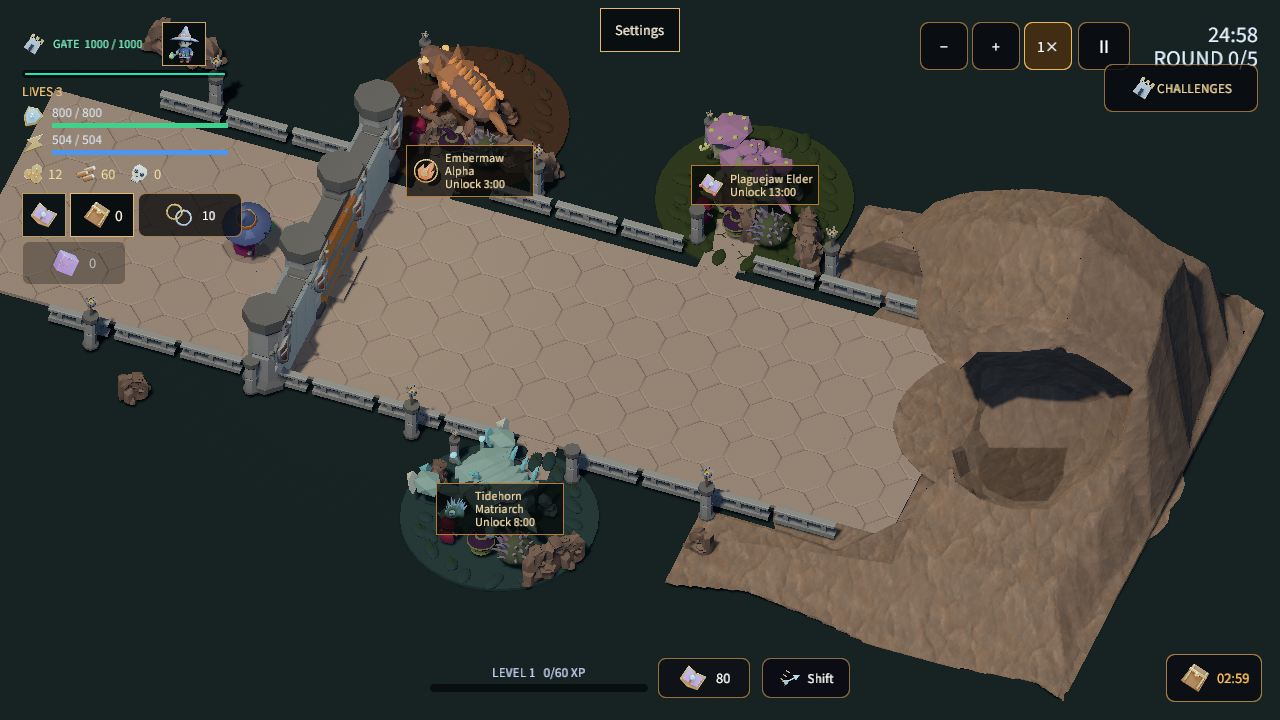 GATE 1000 / 1000
Settings
−
+
1×
24:58
ROUND 0/5
CHALLENGES
LIVES 3
800 / 800
504 / 504
12
60
0
0
10
0
Embermaw
Alpha
Unlock 3:00
Plaguejaw Elder
Unlock 13:00
Tidehorn
Matriarch
Unlock 8:00
LEVEL 1 0/60 XP
80
Shift
02:59